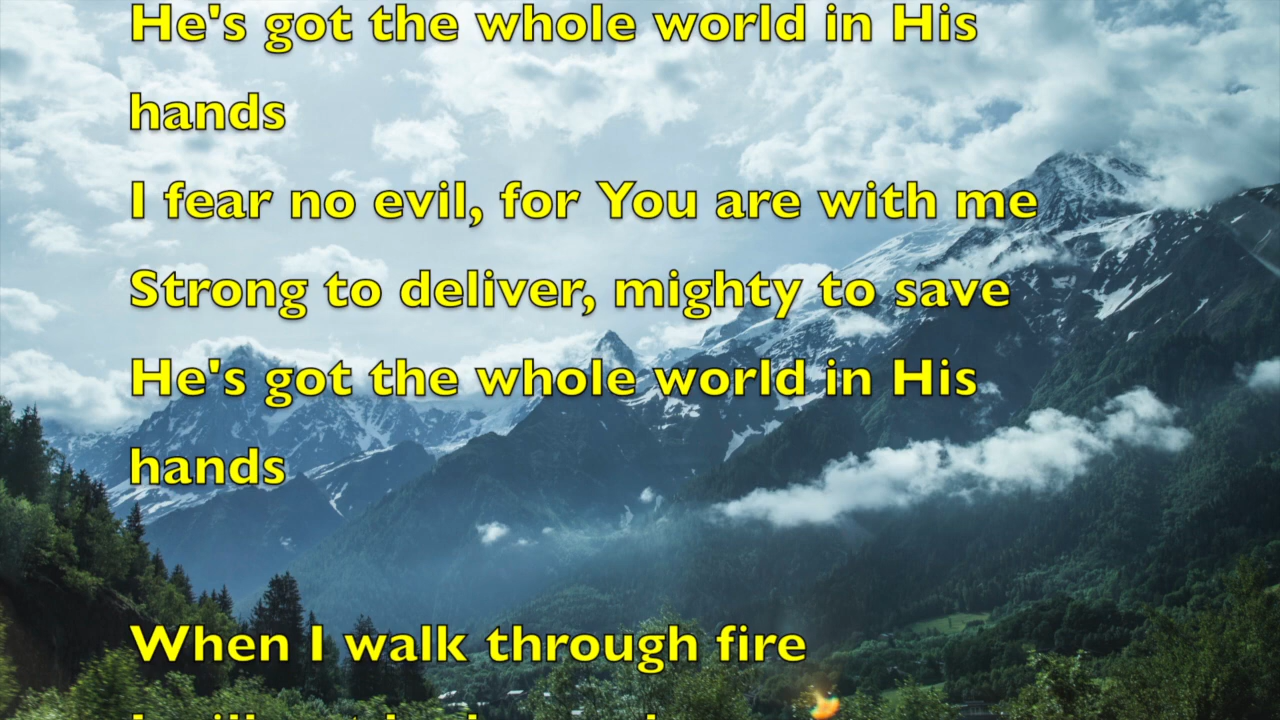 He's got the whole world in His
hands
I fear no evil, for You are with me
Strong to deliver, mighty to save
He's got the whole world in His
hands
When I walk through fire